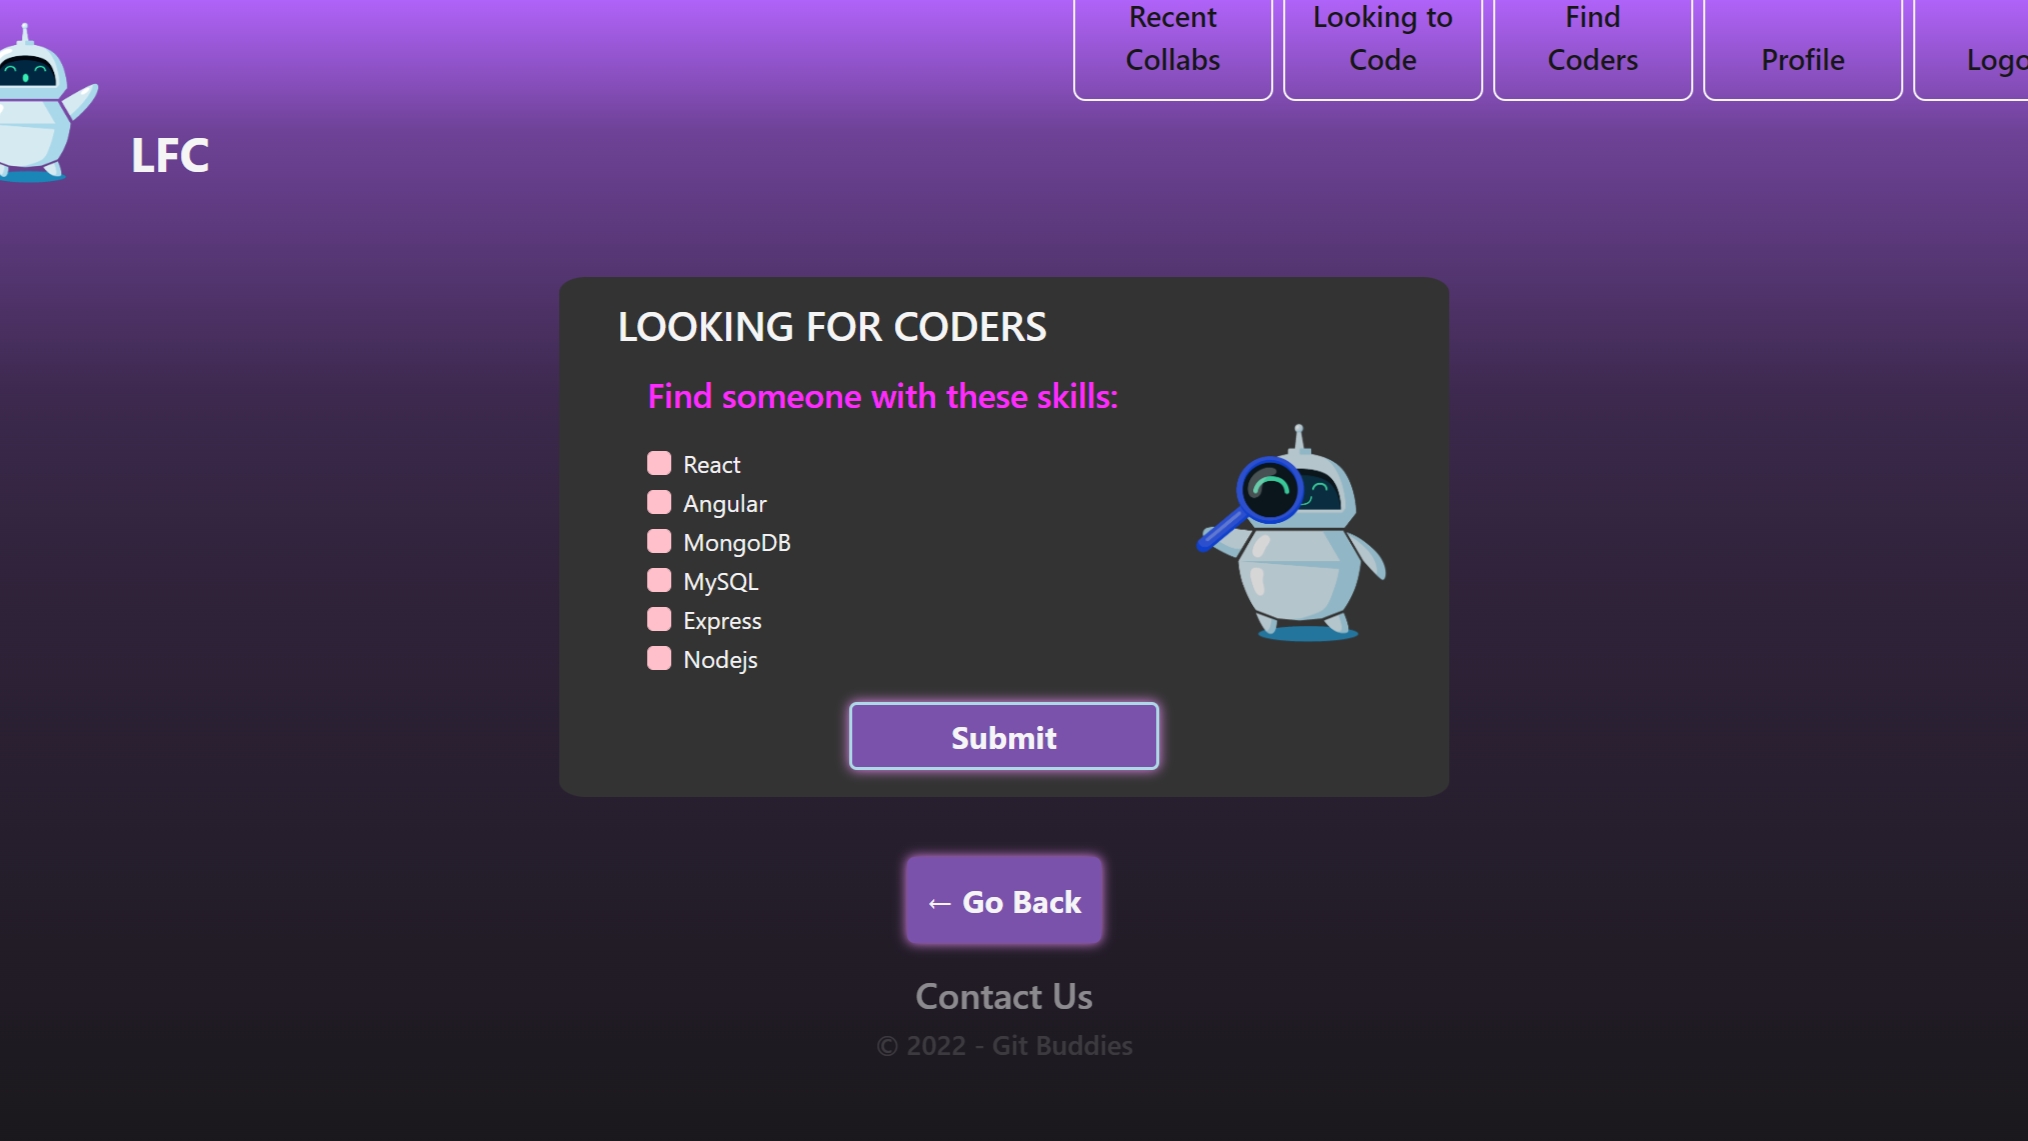 Recent
Collabs
Looking to
Code
Find
Coders
Profile
Logo
LFC
LOOKING FOR CODERS
Find someone with these skills:
React
Angular
MongoDB
MySQL
Express
Nodejs
Submit
← Go Back
Contact Us
© 2022 - Git Buddies